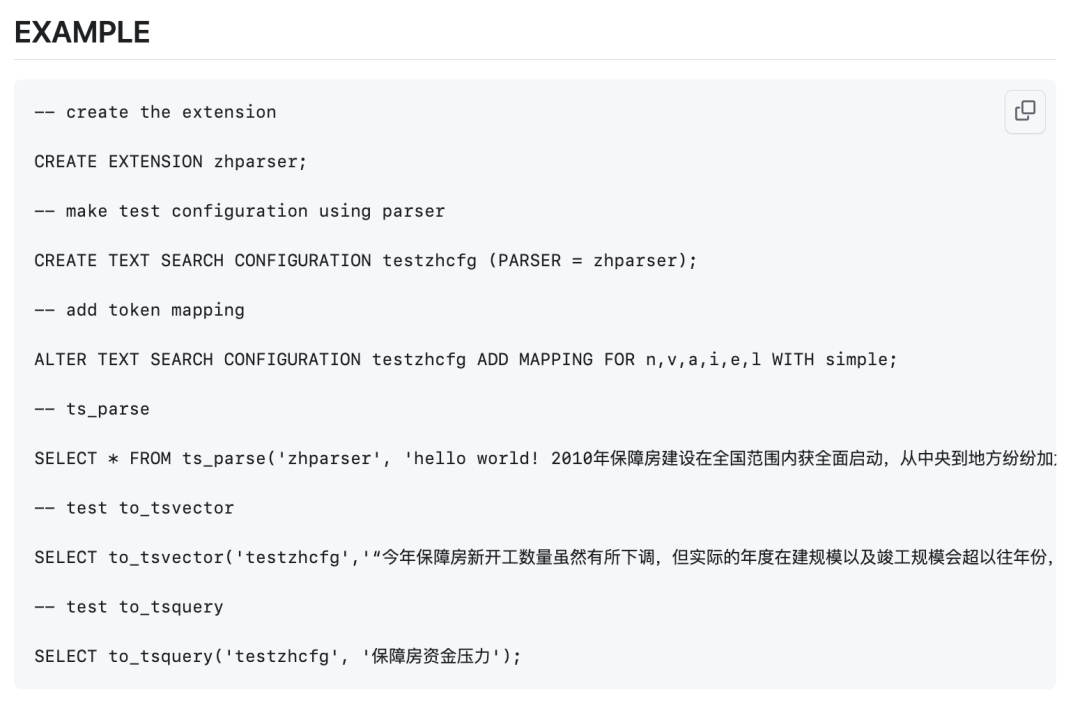 EXAMPLE
-- create the extension
CREATE EXTENSION zhparser;
-- make test configuration using parser
CREATE TEXT SEARCH CONFIGURATION testzhcfg (PARSER = zhparser);
-- add token mapping
ALTER TEXT SEARCH CONFIGURATION testzhcfg ADD MAPPING FOR n,v,a,i,e,l WITH simple;
-- ts_parse
SELECT * FROM ts_parse('zhparser', 'hello world! 2010年保障房建设在全国范围内获全面启动，从中央到地方纷纷加
-- test to_tsvector
SELECT to_tsvector('testzhcfg','“今年保障房新开工数量虽然有所下调，但实际的年度在建规模以及竣工规模会超以往年份，
-- test to_tsquery
SELECT to_tsquery('testzhcfg', '保障房资金压力');